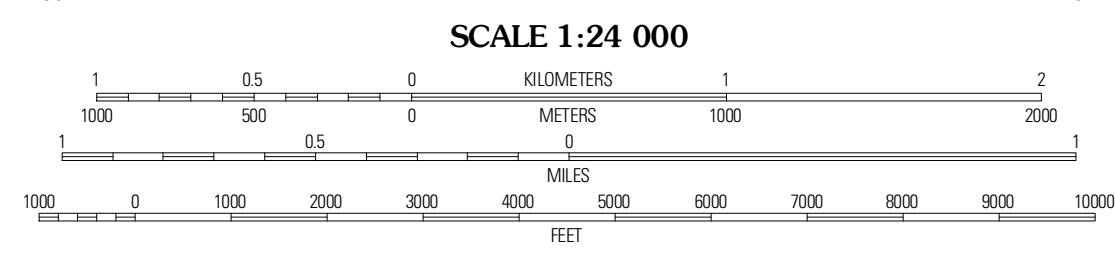 SCALE 1:24 000
1 0.5 0 KILOMETERS 1 2
1000 500 0 METERS 1000 2000
1 0.5 0 1
MILES
1000 0 1000 2000 3000 4000 5000 6000 7000 8000 9000 10000
FEET